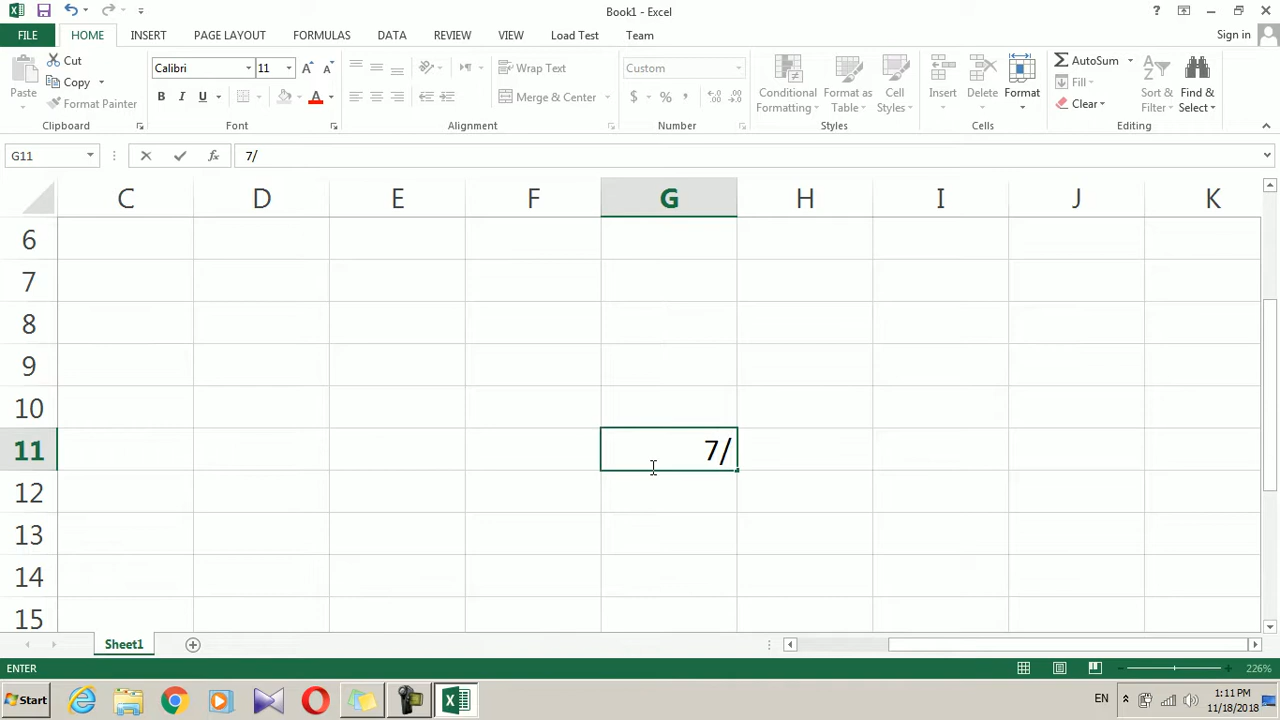 Book1 - Excel
?
FILE HOME INSERT PAGE LAYOUT FORMULAS DATA REVIEW VIEW Load Test Team Sign in
Paste
Cut
Copy
Format Painter
Clipboard
Calibri 11
B I U
Font
Wrap Text
Merge & Center
Alignment
Custom
$ % ,
Number
Conditional Formatting
Format as Table
Cell Styles
Styles
Insert Delete Format
Cells
AutoSum
Fill
Clear
Sort & Filter
Find & Select
Editing
G11 fx 7/
C D E F G H I J K
6
7
8
9
10
11 7/
12
13
14
15
Sheet1
ENTER 226%
Start EN 1:11 PM
11/18/2018